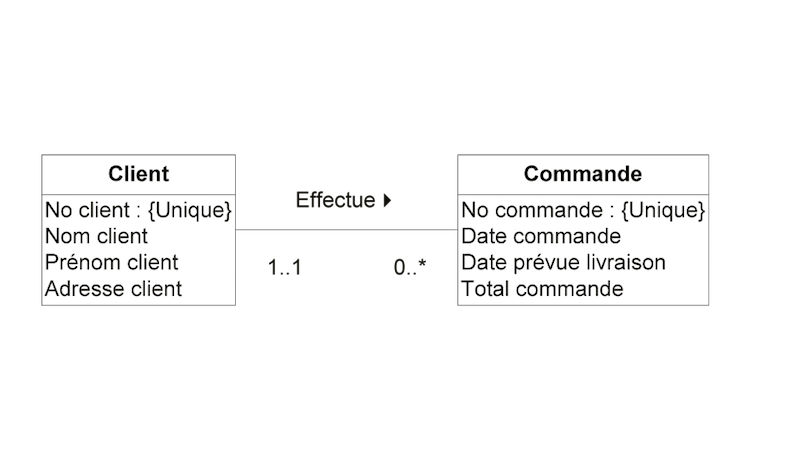 Client
No client : {Unique}
Nom client
Prénom client
Adresse client
Effectue
1..1
0..*
Commande
No commande : {Unique}
Date commande
Date prévue livraison
Total commande